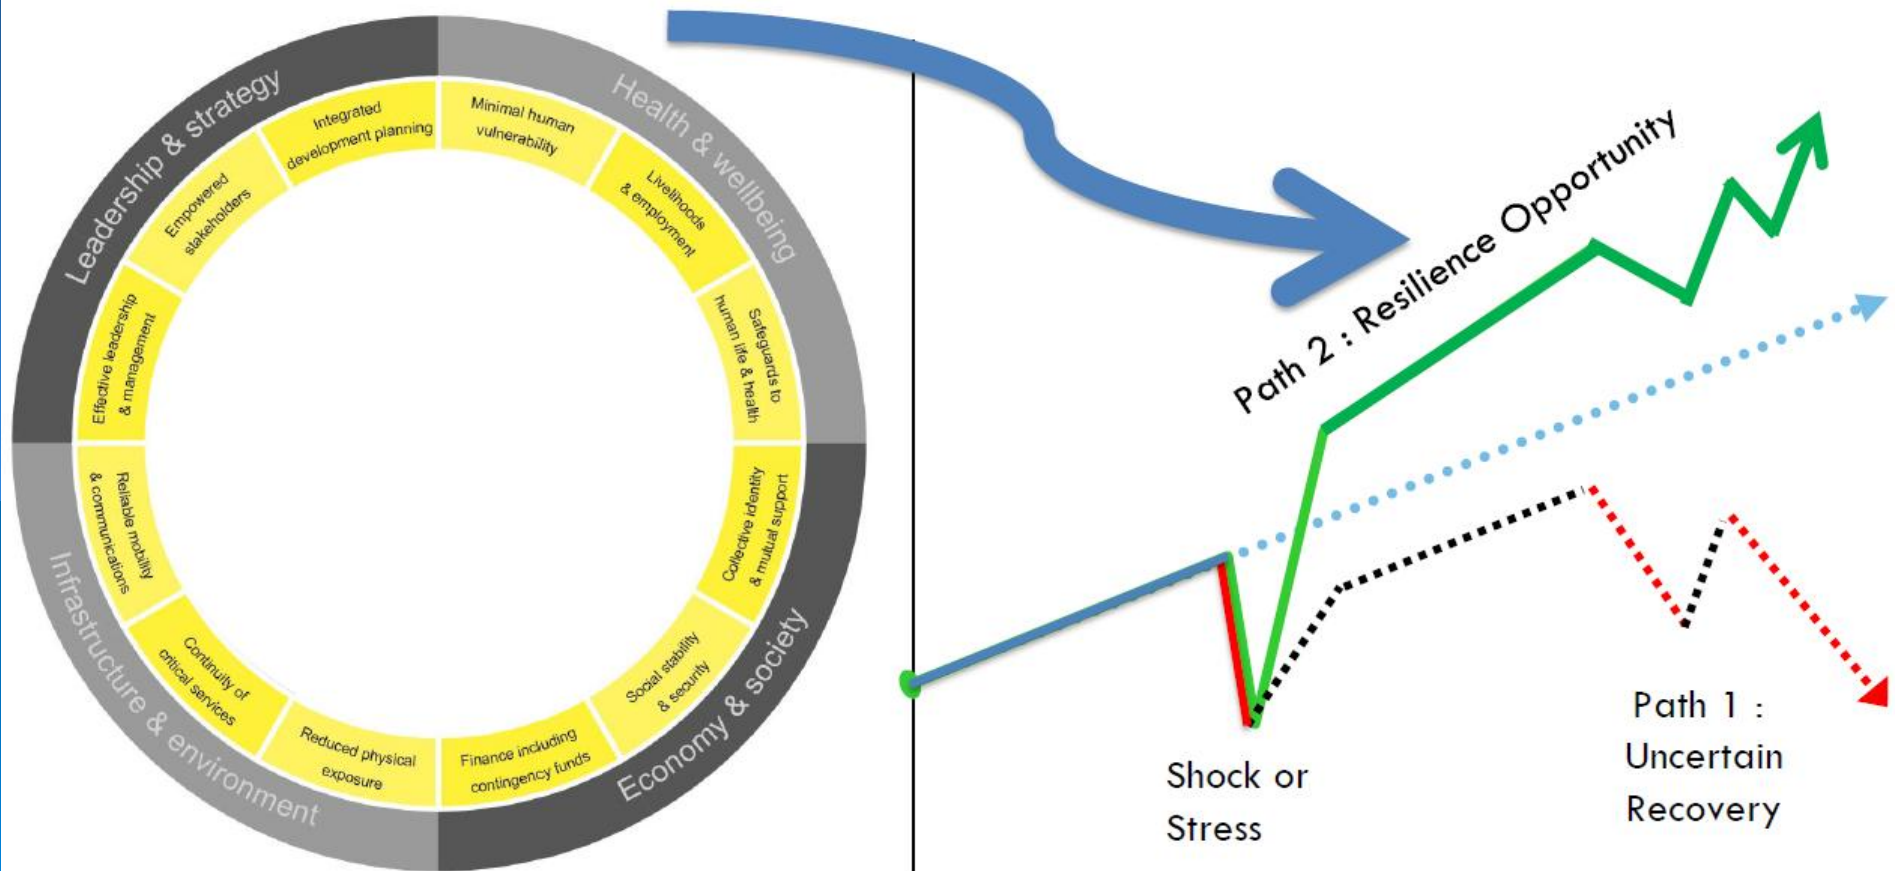 Leadership & strategy
Health & wellbeing
Economy & society
Infrastructure & environment
Minimal human
vulnerability
Livelihoods
& employment
Safeguards to
human life & health
Collective identity
& mutual support
Social stability
& security
Finance including
contingency funds
Reduced physical
exposure
Continuity of
critical services
Reliable mobility
& communications
Effective leadership
& management
Empowered
stakeholders
Integrated
development planning
Path 2 : Resilience Opportunity
Shock or
Stress
Path 1 :
Uncertain
Recovery